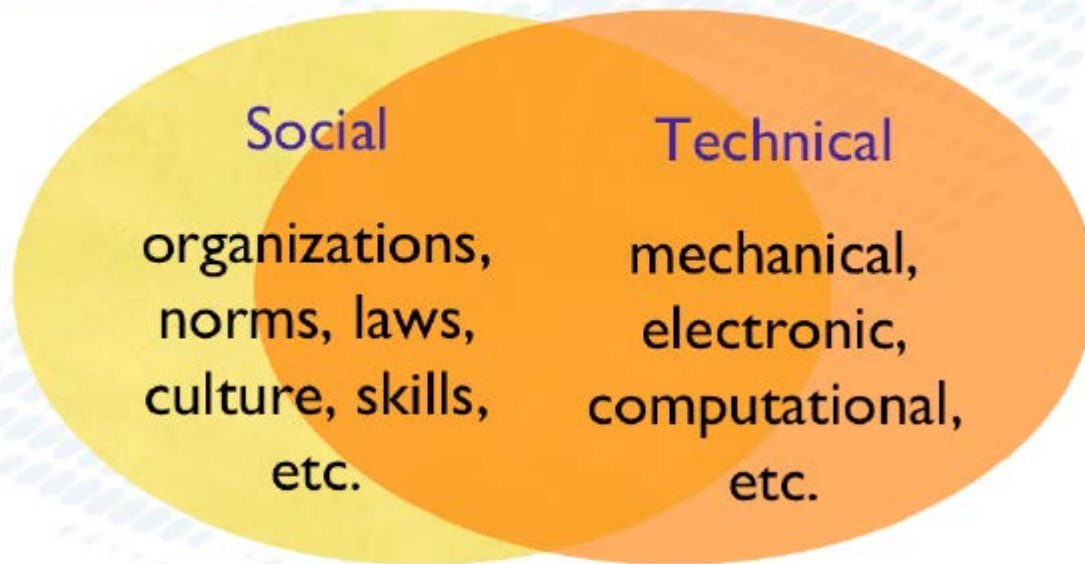 Social
organizations,
norms, laws,
culture, skills,
etc.
Technical
mechanical,
electronic,
computational,
etc.